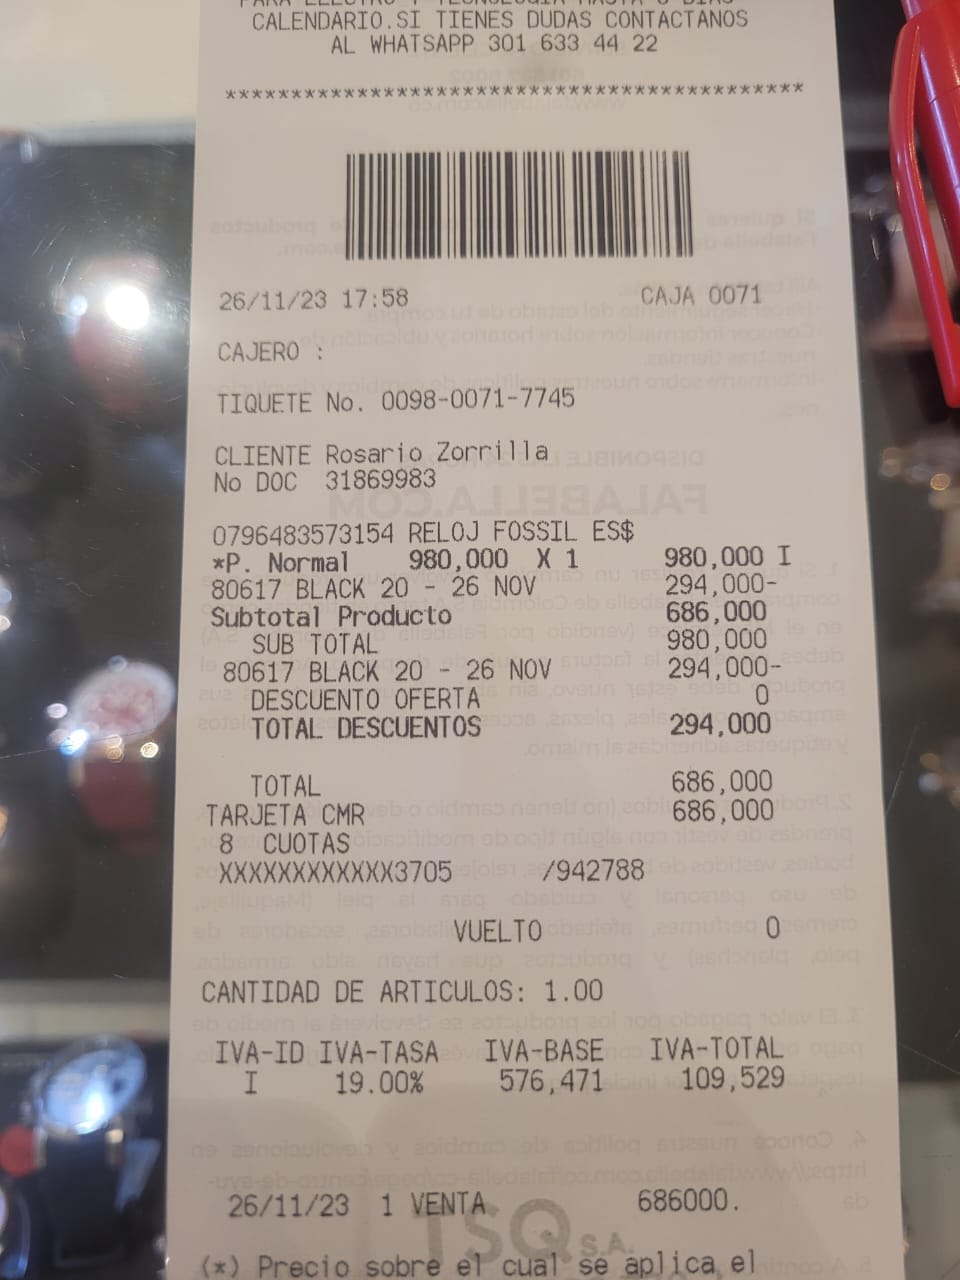 CALENDARIO.SI TIENES DUDAS CONTACTANOS
AL WHATSAPP 301 633 44 22
********************************************
26/11/23 17:58 CAJA 0071
CAJERO :
TIQUETE No. 0098-0071-7745
CLIENTE Rosario Zorrilla
No DOC 31869983
0796483573154 RELOJ FOSSIL ES$
*P. Normal 980,000 X 1 980,000 I
80617 BLACK 20 - 26 NOV 294,000-
Subtotal Producto 686,000
SUB TOTAL 980,000
80617 BLACK 20 - 26 NOV 294,000-
DESCUENTO OFERTA 0
TOTAL DESCUENTOS 294,000
TOTAL 686,000
TARJETA CMR 686,000
8 CUOTAS
XXXXXXXXXXXX3705 /942788
VUELTO 0
CANTIDAD DE ARTICULOS: 1.00
IVA-ID IVA-TASA IVA-BASE IVA-TOTAL
I 19.00% 576,471 109,529
26/11/23 1 VENTA 686000.
TSQ S.A.
(*) Precio sobre el cual se aplica el